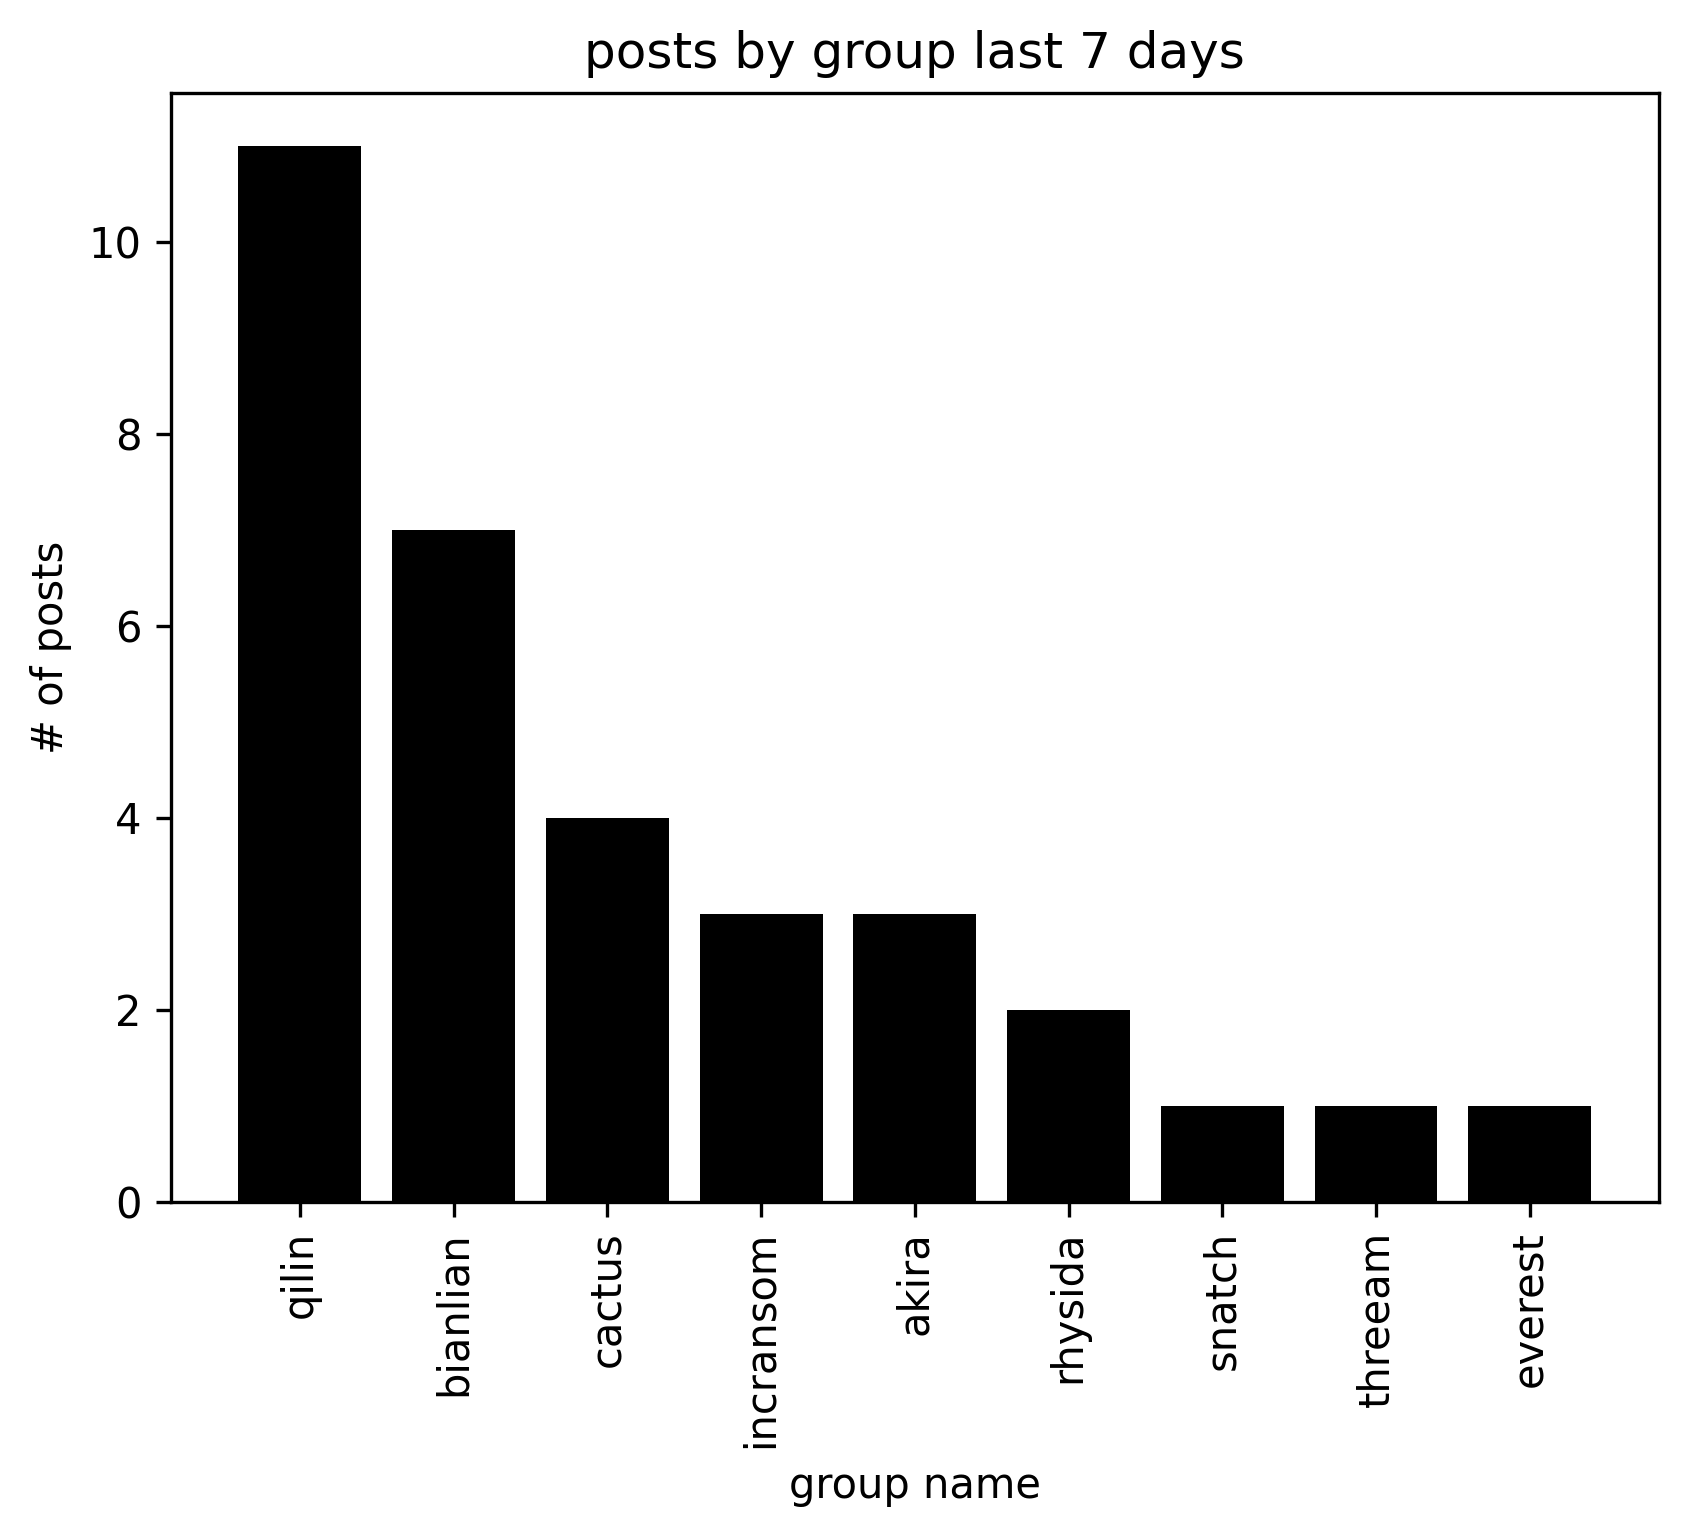 posts by group last 7 days
# of posts
10
8
6
4
2
0
qilin
bianlian
cactus
incransom
akira
rhysida
snatch
threeam
everest
group name